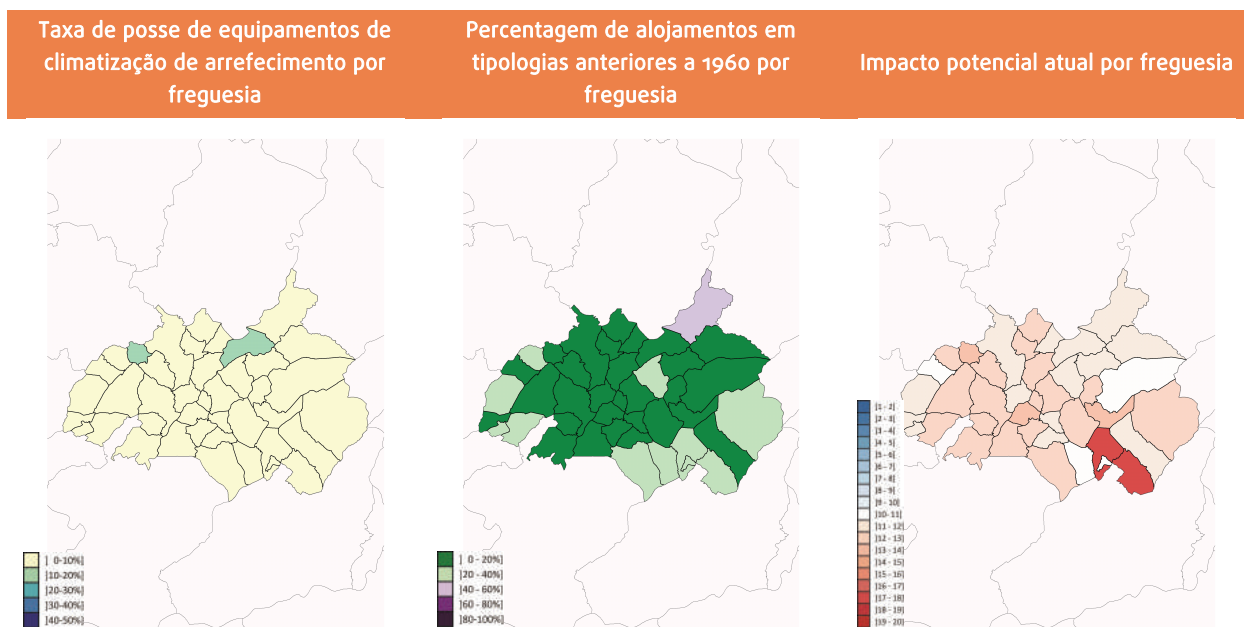 Taxa de posse de equipamentos de
climatização de arrefecimento por
freguesia
Percentagem de alojamentos em
tipologias anteriores a 1960 por
freguesia
Impacto potencial atual por freguesia
] 0-10%]
]10-20%]
]20-30%]
]30-40%]
]40-50%]
] 0 - 20%]
]20 - 40%]
]40 - 60%]
]60 - 80%]
]80-100%]
]1 - 2]
]2 - 3]
]3 - 4]
]4 - 5]
]5 - 6]
]6 - 7]
]7 - 8]
]8 - 9]
]9 - 10]
]10 - 11]
]11 - 12]
]12 - 13]
]13 - 14]
]14 - 15]
]15 - 16]
]16 - 17]
]17 - 18]
]18 - 19]
]19 - 20]